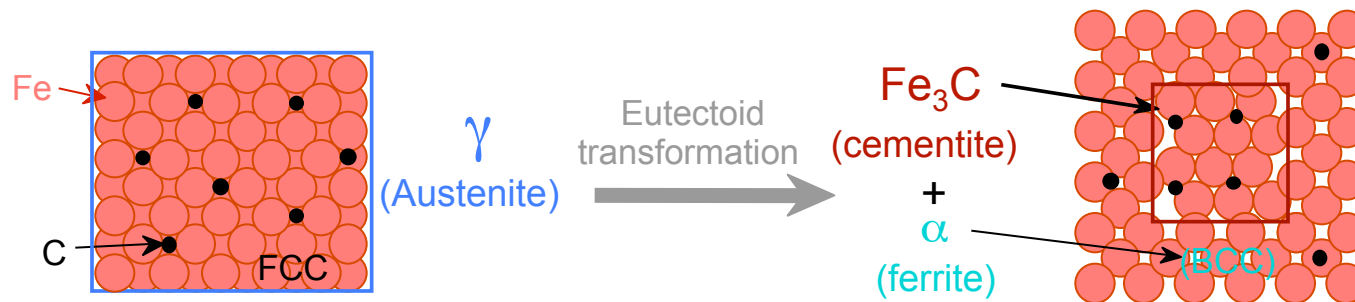 Fe
C
FCC
γ
(Austenite)
Eutectoid
transformation
Fe₃C
(cementite)
+
α
(ferrite)
(BCC)